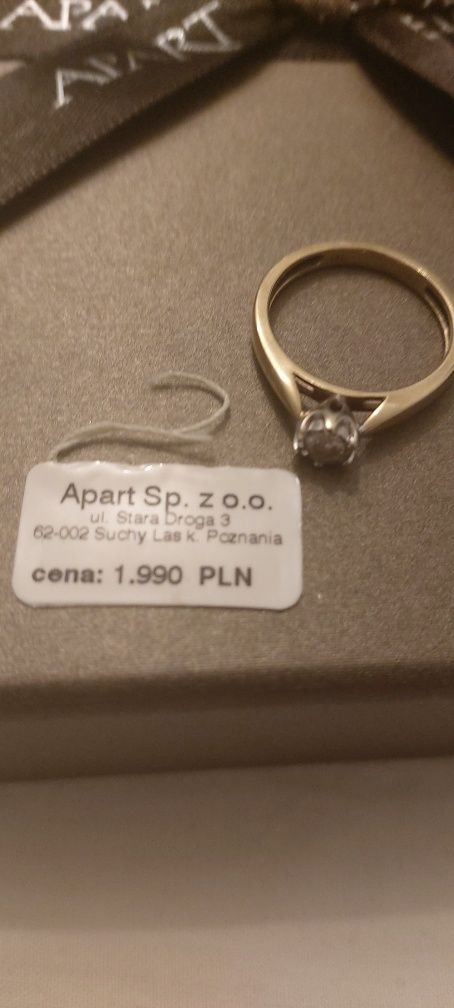 APART
APART
Apart Sp. z o.o.
ul. Stara Droga 3
62-002 Suchy Las k. Poznania
cena: 1.990 PLN